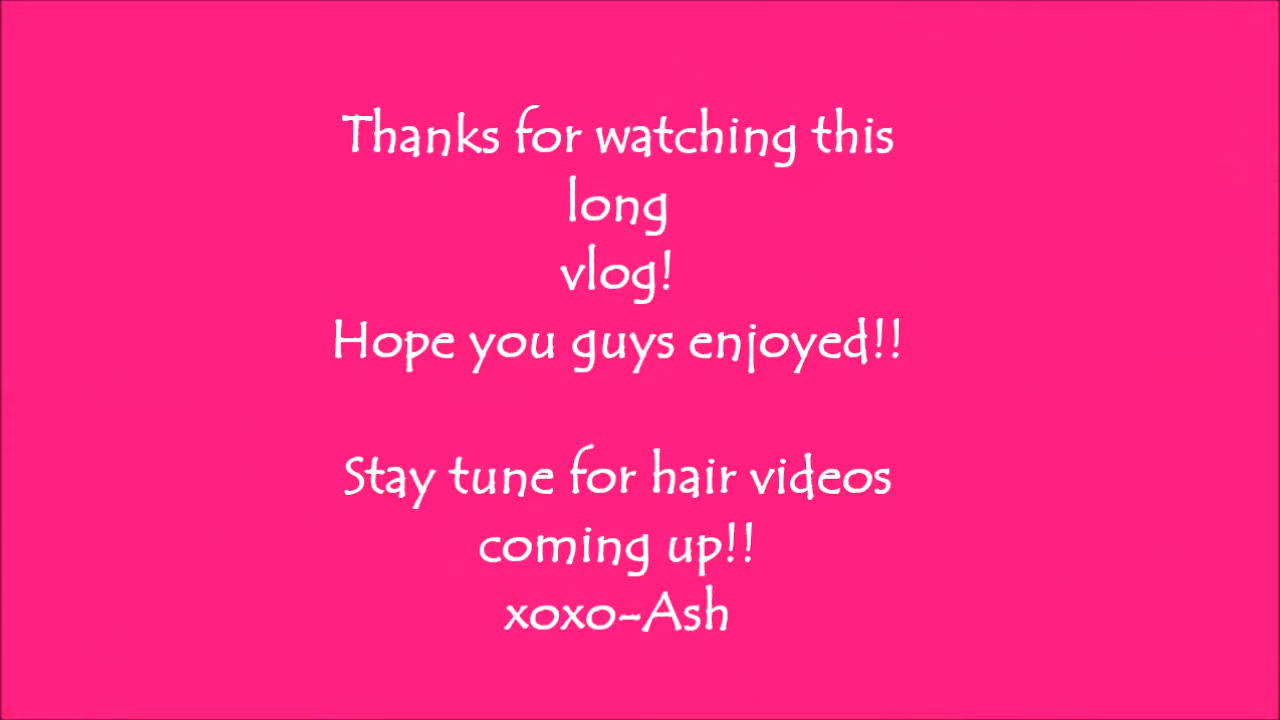 Thanks for watching this
long
vlog!
Hope you guys enjoyed!!
Stay tune for hair videos
coming up!!
xoxo-Ash